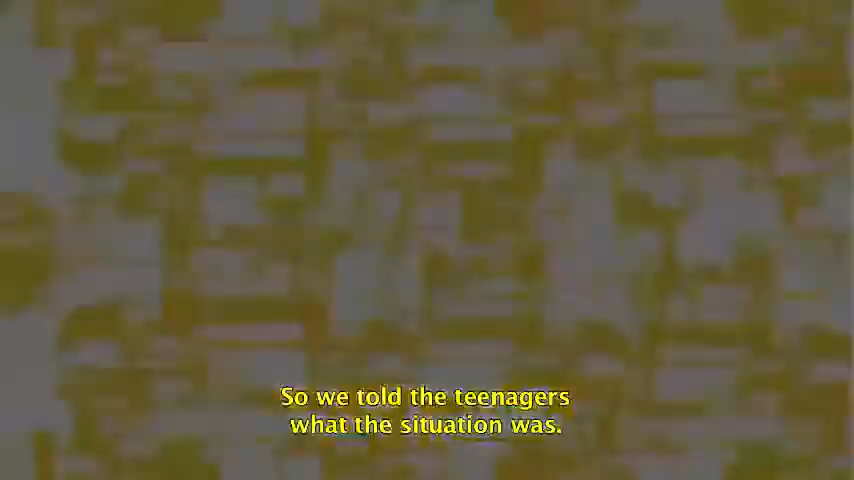 So we told the teenagers
what the situation was.